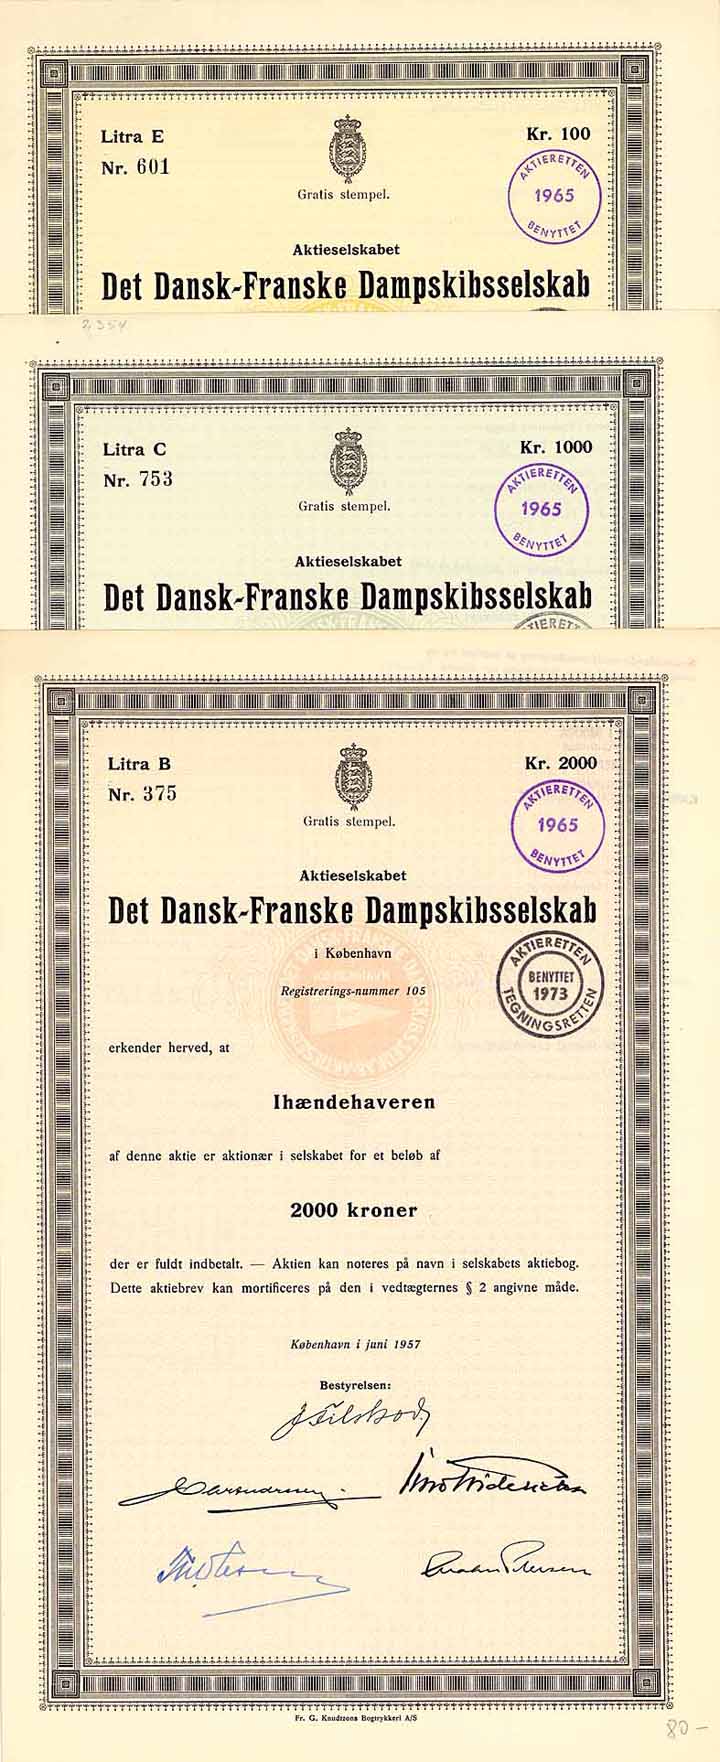 Litra E
Kr. 100
Nr. 601
AKTIERETTEN
1965
BENYTTET
Gratis stempel.
Aktieselskabet
Det Dansk-Franske Dampskibsselskab
2354
Litra C
Kr. 1000
Nr. 753
AKTIERETTEN
1965
BENYTTET
Gratis stempel.
Aktieselskabet
Det Dansk-Franske Dampskibsselskab
Litra B
Kr. 2000
Nr. 375
AKTIERETTEN
1965
BENYTTET
Gratis stempel.
Aktieselskabet
Det Dansk-Franske Dampskibsselskab
i København
Registrerings-nummer 105
AKTIERETTEN
BENYTTET
1973
TEGNINGSRETTEN
erkender herved, at
Ihændehaveren
af denne aktie er aktionær i selskabet for et beløb af
2000 kroner
der er fuldt indbetalt. — Aktien kan noteres på navn i selskabets aktiebog.
Dette aktiebrev kan mortificeres på den i vedtægternes § 2 angivne måde.
København i juni 1957
Bestyrelsen:
Fr. G. Knudtzons Bogtrykkeri A/S
80 –